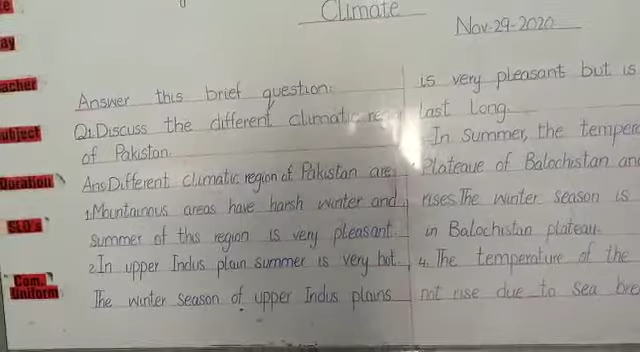 Climate
Nov-29-2020
Answer this brief question:
Q1.Discuss the different climatic
of Pakistan.
Ans:Different climatic region of Pakistan are:
1.Mountainous areas have harsh winter and
summer of this region is very pleasant.
2.In upper Indus plain summer is very hot.
The winter season of upper Indus plains
is very pleasant but is
last long.
In summer, the
Plateaue of Balochistan and
rises.The winter season is
in Balochistan plateau.
4. The temperature of the
not rise due to sea
acher
Duration
SLO's
Com.
Uniform